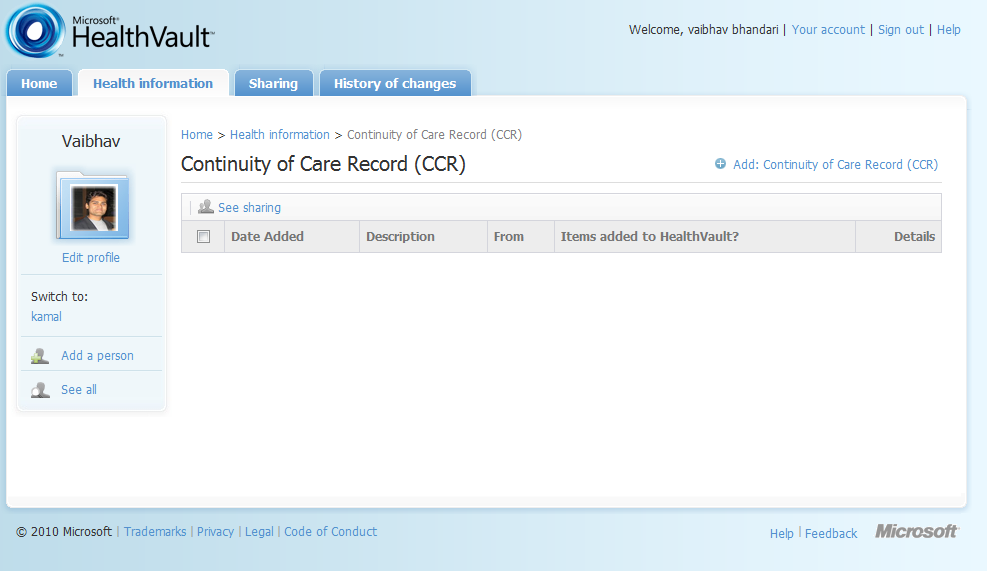 Microsoft®
HealthVault™
Welcome, vaibhav bhandari | Your account | Sign out | Help
Home
Health information
Sharing
History of changes
Vaibhav
Edit profile
Switch to:
kamal
Add a person
See all
Home > Health information > Continuity of Care Record (CCR)
Continuity of Care Record (CCR)
Add: Continuity of Care Record (CCR)
See sharing
Date Added Description From Items added to HealthVault? Details
© 2010 Microsoft | Trademarks | Privacy | Legal | Code of Conduct
Help | Feedback
Microsoft